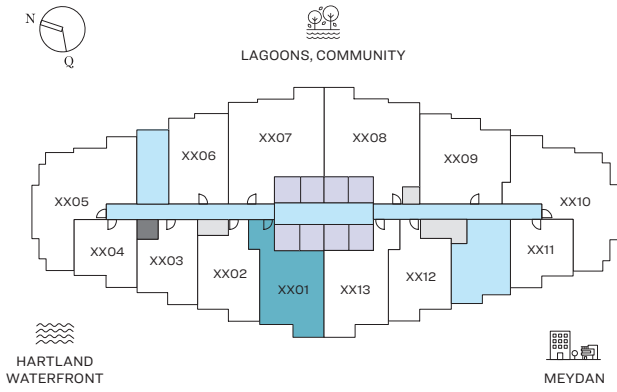 N
Q
LAGOONS, COMMUNITY
XX07
XX08
XX06
XX09
XX05
XX10
XX04
XX03
XX02
XX01
XX13
XX12
XX11
HARTLAND
WATERFRONT
MEYDAN